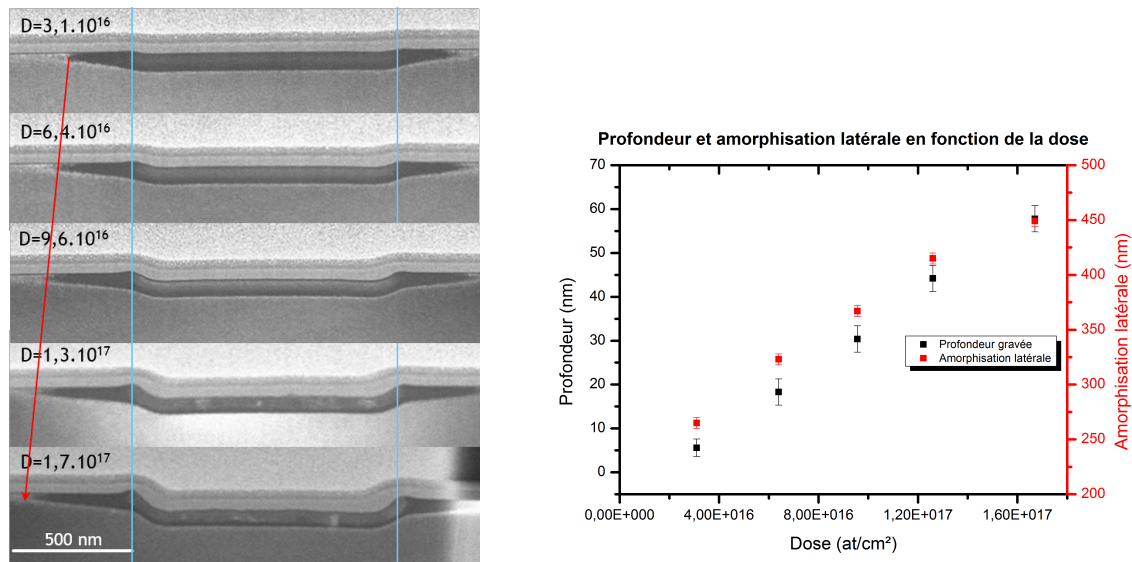 D=3,1.10¹⁶
D=6,4.10¹⁶
D=9,6.10¹⁶
D=1,3.10¹⁷
D=1,7.10¹⁷
500 nm
Profondeur et amorphisation latérale en fonction de la dose
70
60
50
40
30
20
10
0
Profondeur (nm)
500
450
400
350
300
250
200
Amorphisation latérale (nm)
Profondeur gravée
Amorphisation latérale
0,00E+000
4,00E+016
8,00E+016
1,20E+017
1,60E+017
Dose (at/cm²)